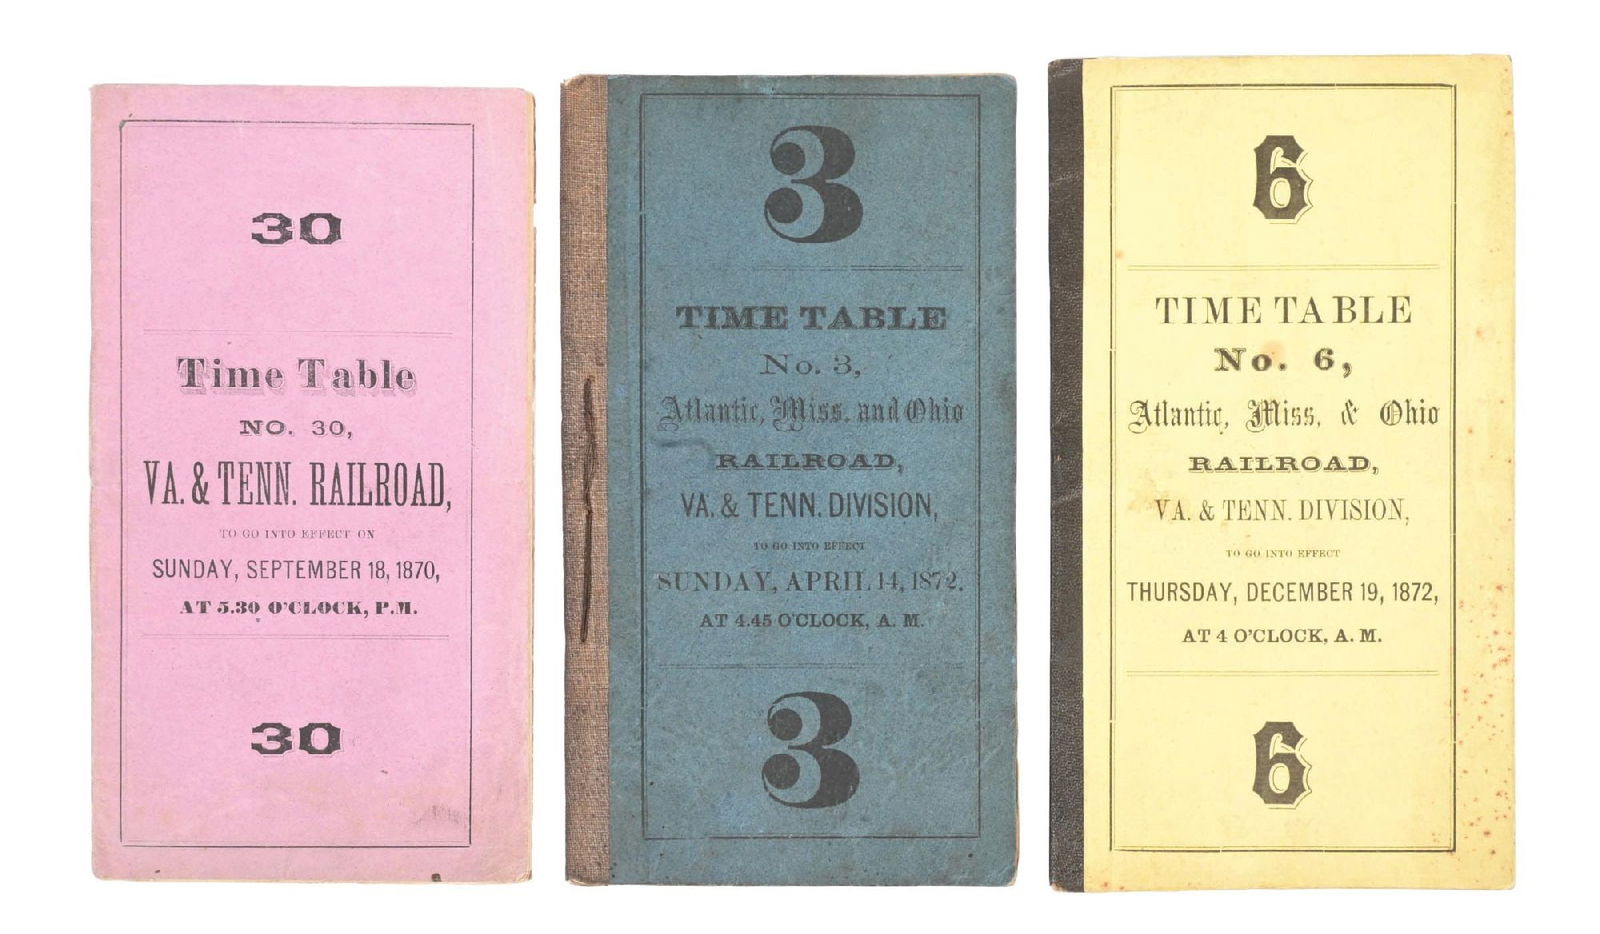 30
Time Table
NO. 30,
VA. & TENN. RAILROAD,
TO GO INTO EFFECT ON
SUNDAY, SEPTEMBER 18, 1870,
AT 5.30 O'CLOCK, P.M.
30
3
TIME TABLE
No. 3,
Atlantic, Miss. and Ohio
RAILROAD,
VA. & TENN. DIVISION,
TO GO INTO EFFECT
SUNDAY, APRIL 14, 1872,
AT 4.45 O'CLOCK, A. M.
3
6
TIME TABLE
No. 6,
Atlantic, Miss. & Ohio
RAILROAD,
VA. & TENN. DIVISION,
TO GO INTO EFFECT
THURSDAY, DECEMBER 19, 1872,
AT 4 O'CLOCK, A. M.
6